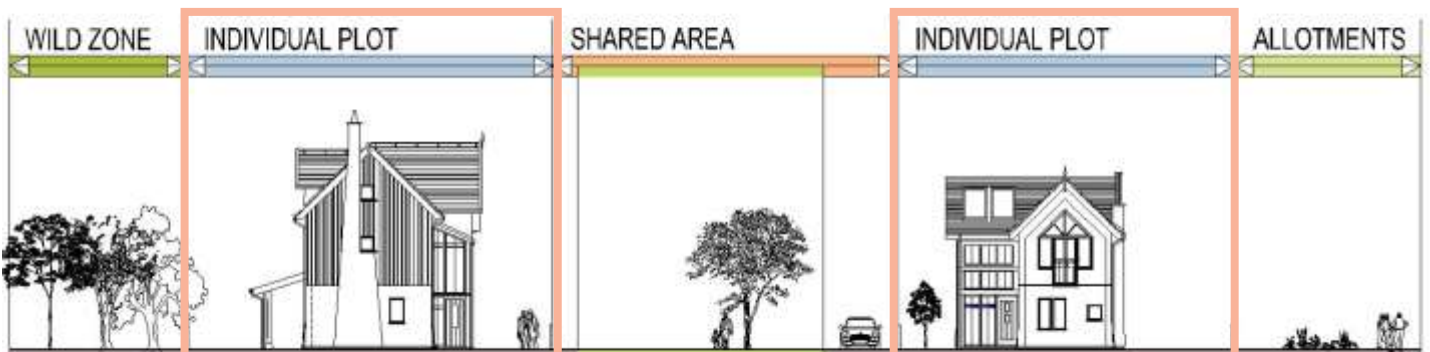 WILD ZONE
INDIVIDUAL PLOT
SHARED AREA
INDIVIDUAL PLOT
ALLOTMENTS